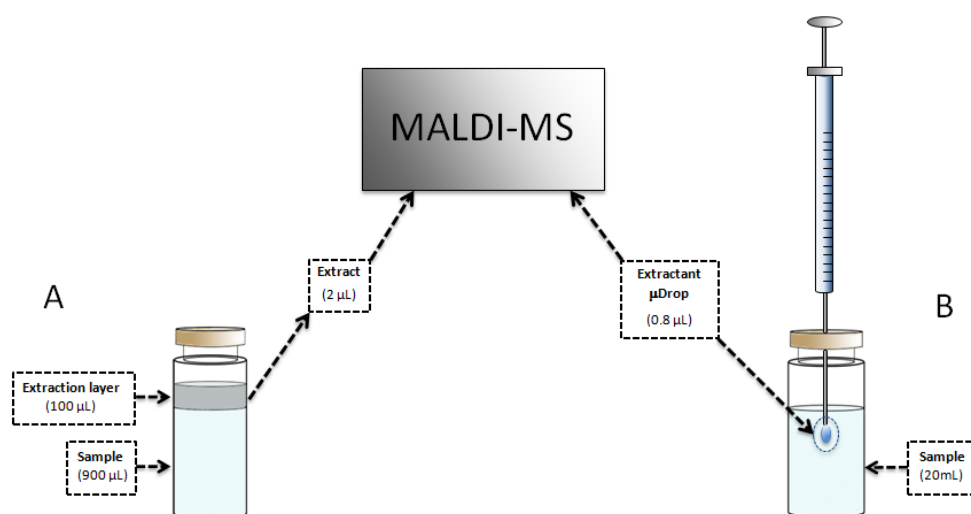 MALDI-MS
A
Extract
(2 µL)
Extraction layer
(100 µL)
Sample
(900 µL)
Extractant
µDrop
(0.8 µL)
B
Sample
(20mL)